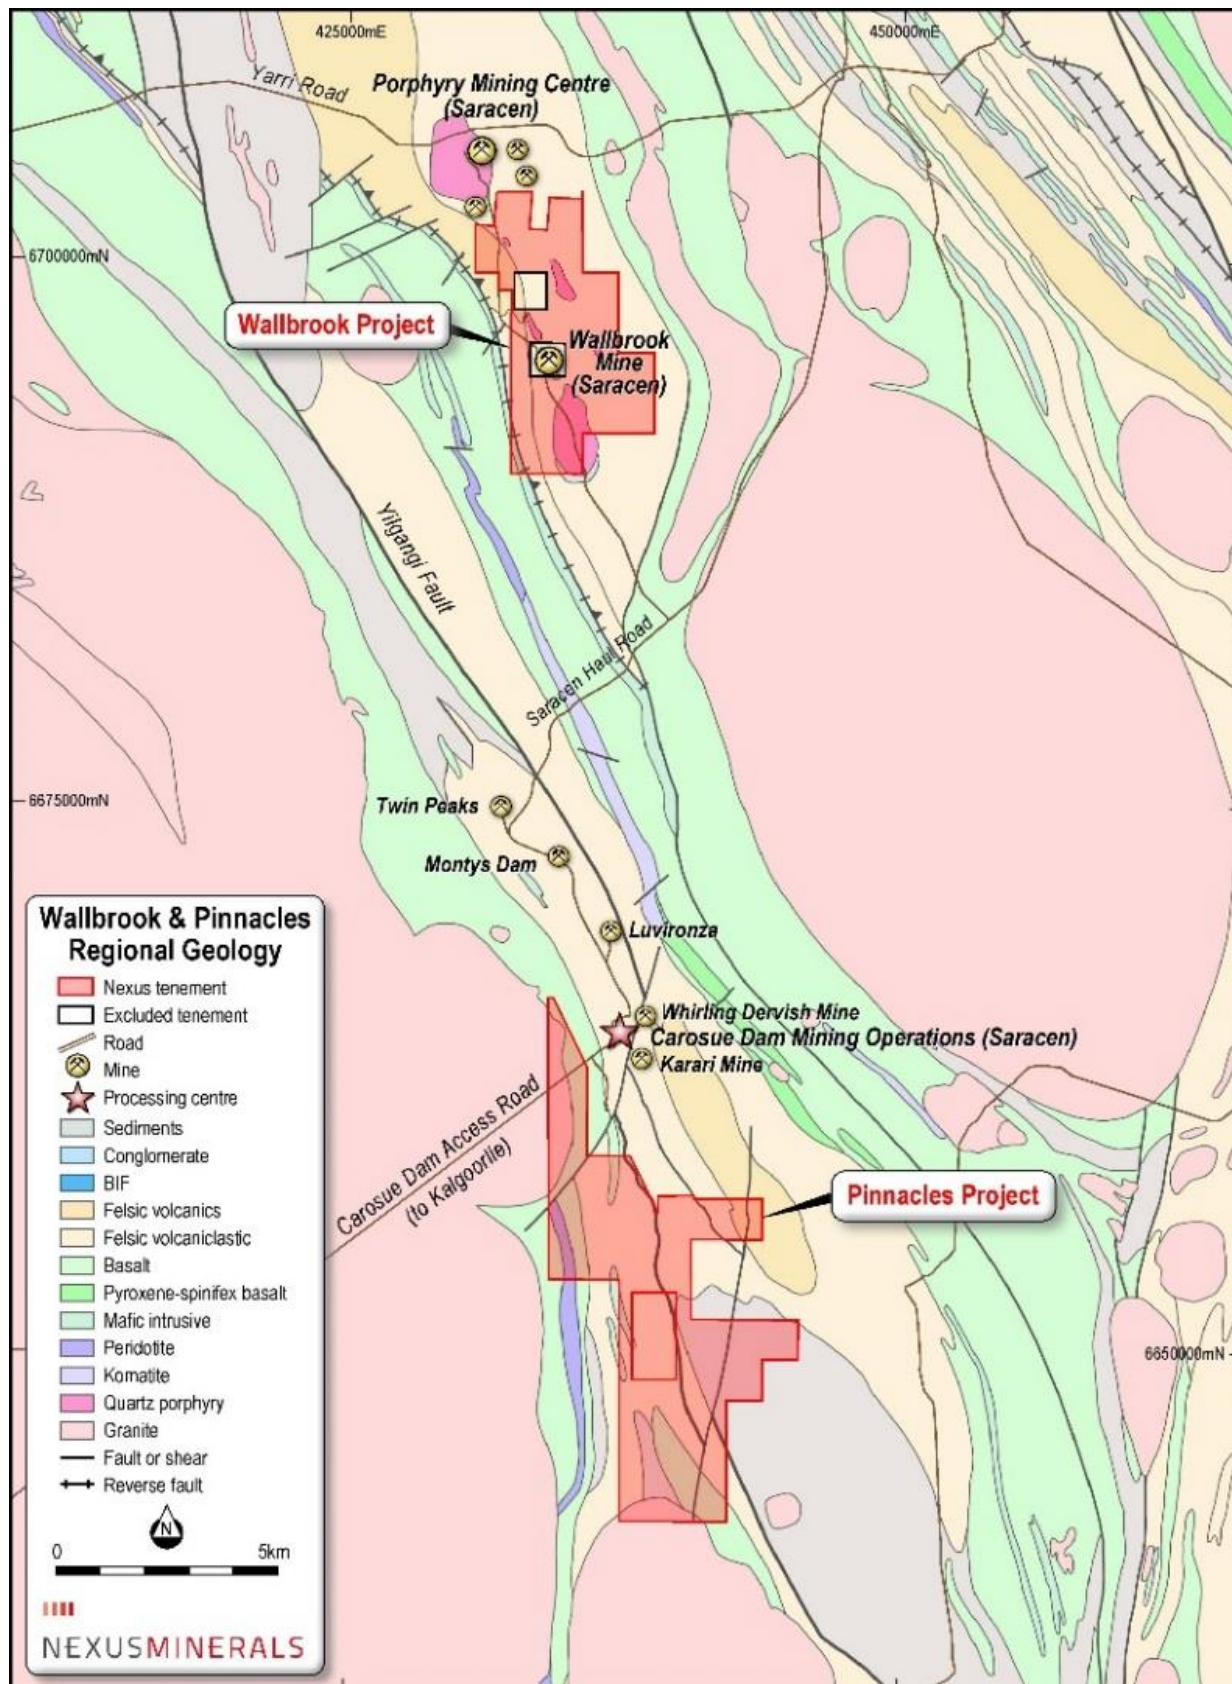 425000mE
450000mE
Yarri Road
Porphyry Mining Centre
(Saracen)
6700000mN
Wallbrook Project
Wallbrook
Mine
(Saracen)
Yilgangi Fault
Saracen Haul Road
6675000mN
Twin Peaks
Montys Dam
Luvironza
Whirling Dervish Mine
Carosue Dam Mining Operations (Saracen)
Karari Mine
Carosue Dam Access Road
(to Kalgoorlie)
Pinnacles Project
6650000mN
Wallbrook & Pinnacles
Regional Geology
Nexus tenement
Excluded tenement
Road
Mine
Processing centre
Sediments
Conglomerate
BIF
Felsic volcanics
Felsic volcaniclastic
Basalt
Pyroxene-spinifex basalt
Mafic intrusive
Peridotite
Komatite
Quartz porphyry
Granite
Fault or shear
Reverse fault
N
0 5km
NEXUSMINERALS